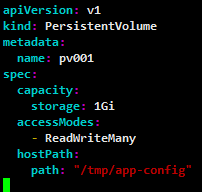 apiVersion: v1
kind: PersistentVolume
metadata:
  name: pv001
spec:
  capacity:
    storage: 1Gi
  accessModes:
    - ReadWriteMany
  hostPath:
    path: "/tmp/app-config"